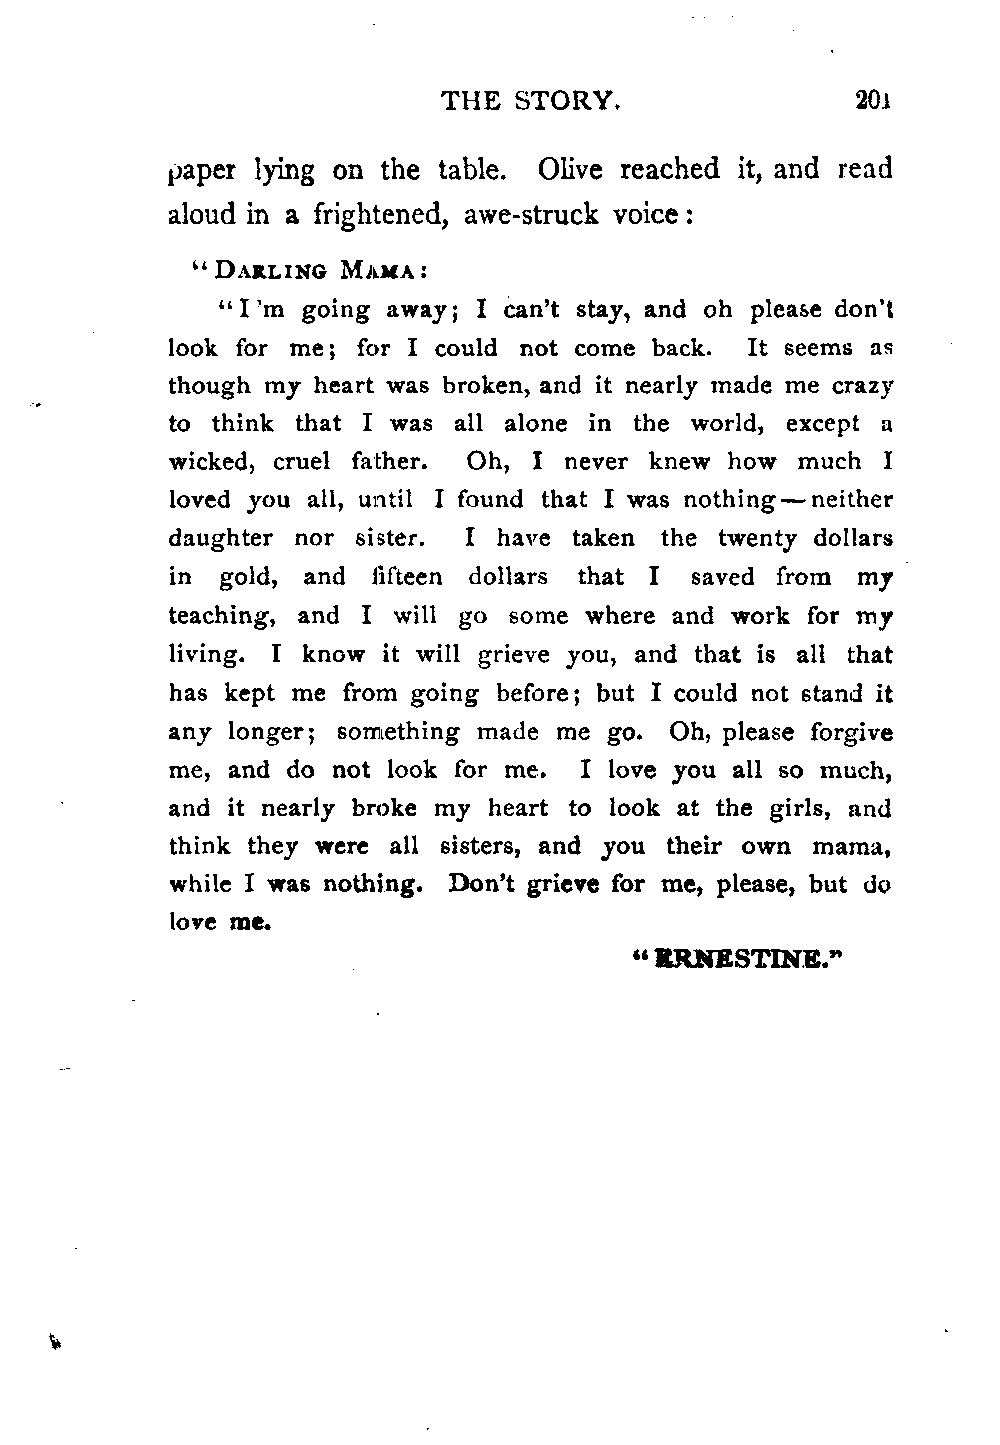 THE STORY. 201
paper lying on the table. Olive reached it, and read
aloud in a frightened, awe-struck voice:
"DARLING MAMA:
"I'm going away; I can't stay, and oh please don't
look for me; for I could not come back. It seems as
though my heart was broken, and it nearly made me crazy
to think that I was all alone in the world, except a
wicked, cruel father. Oh, I never knew how much I
loved you all, until I found that I was nothing—neither
daughter nor sister. I have taken the twenty dollars
in gold, and fifteen dollars that I saved from my
teaching, and I will go some where and work for my
living. I know it will grieve you, and that is all that
has kept me from going before; but I could not stand it
any longer; something made me go. Oh, please forgive
me, and do not look for me. I love you all so much,
and it nearly broke my heart to look at the girls, and
think they were all sisters, and you their own mama,
while I was nothing. Don't grieve for me, please, but do
love me.
"ERNESTINE."